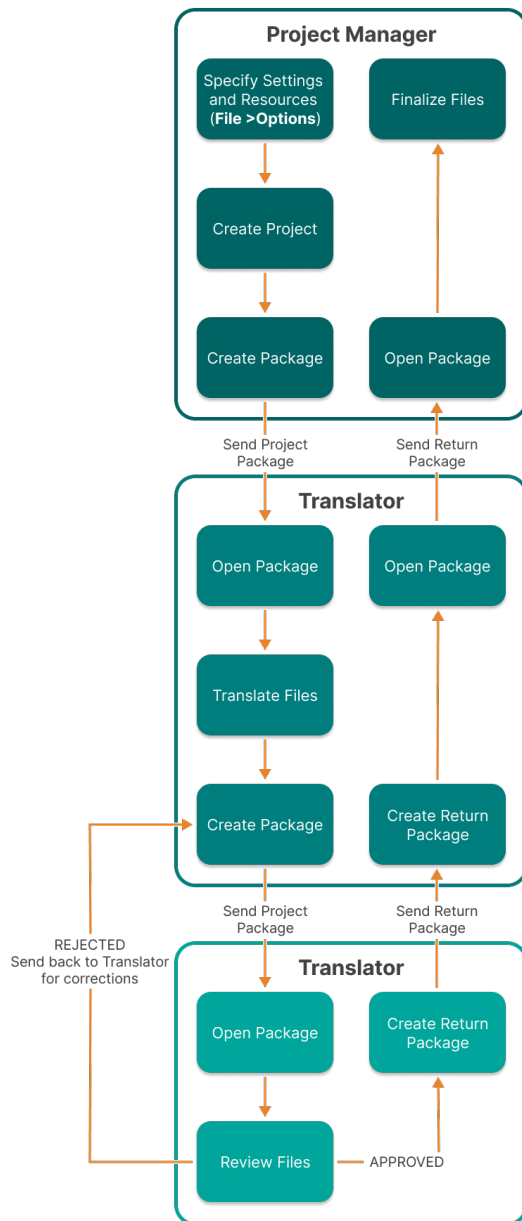 Project Manager
Specify Settings
and Resources
(File >Options)
Finalize Files
Create Project
Create Package
Open Package
Send Project
Package
Send Return
Package
Translator
Open Package
Open Package
Translate Files
Create Package
Create Return
Package
Send Project
Package
Send Return
Package
REJECTED
Send back to Translator
for corrections
Translator
Open Package
Create Return
Package
Review Files
APPROVED